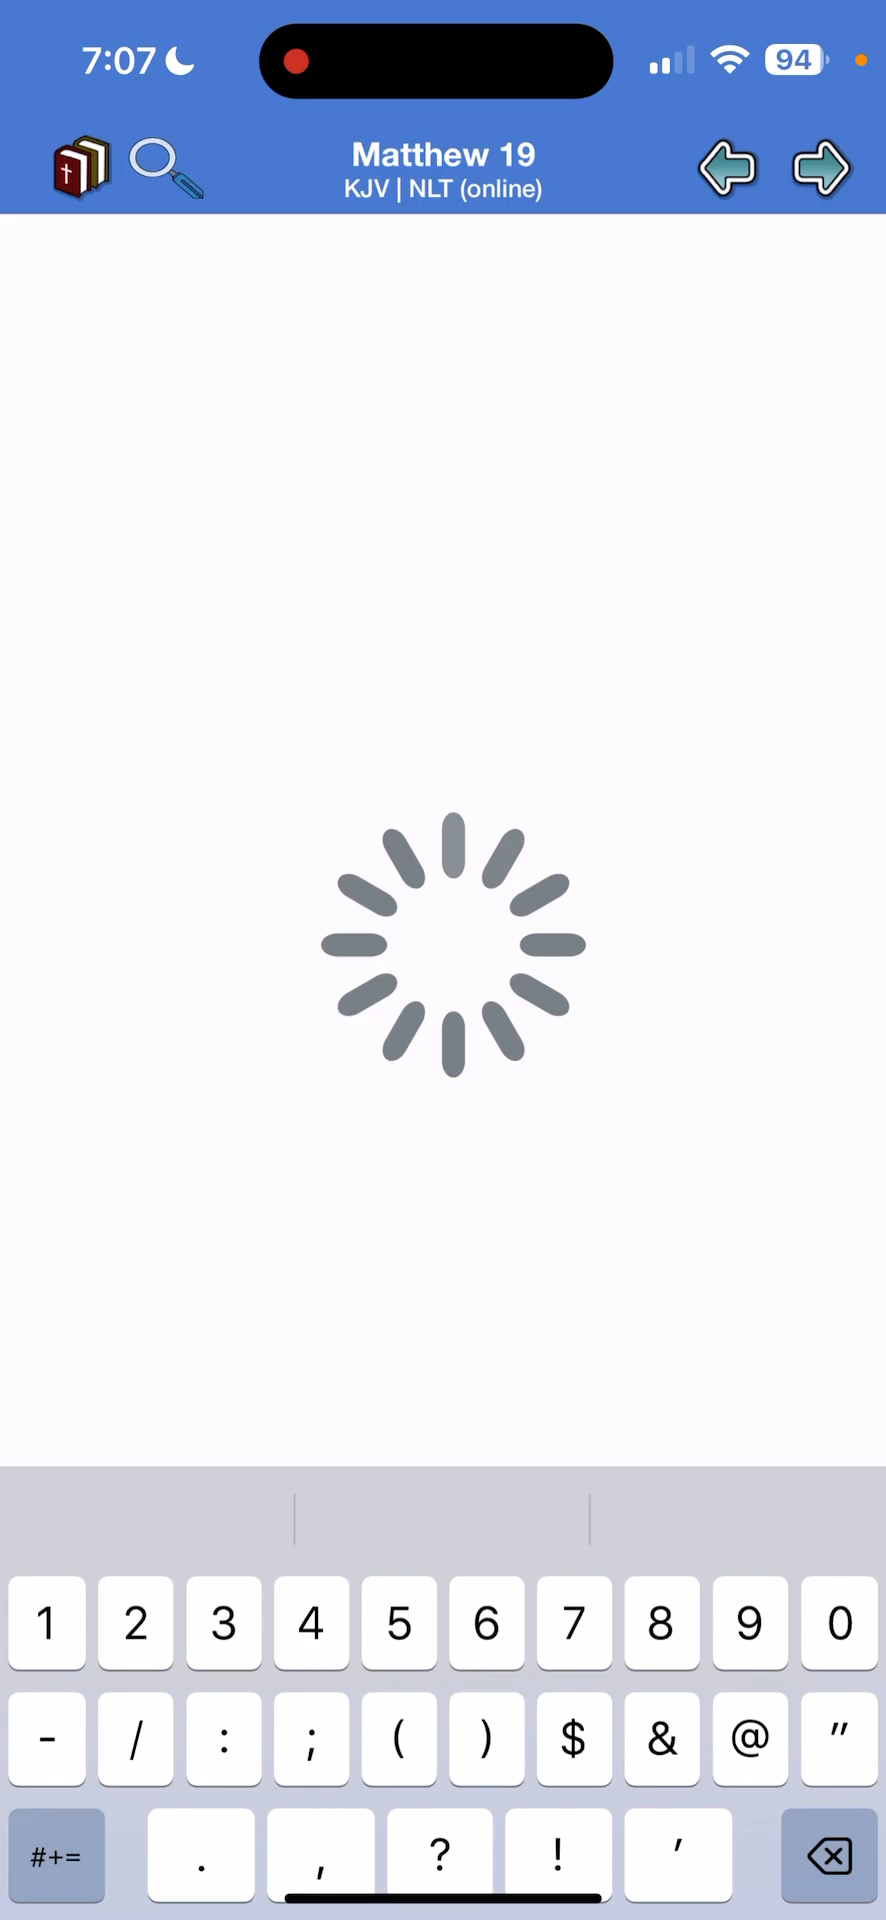 7:07
94
Matthew 19
KJV | NLT (online)
1 2 3 4 5 6 7 8 9 0
- / : ; ( ) $ & @ "
#+= . , ? ! '